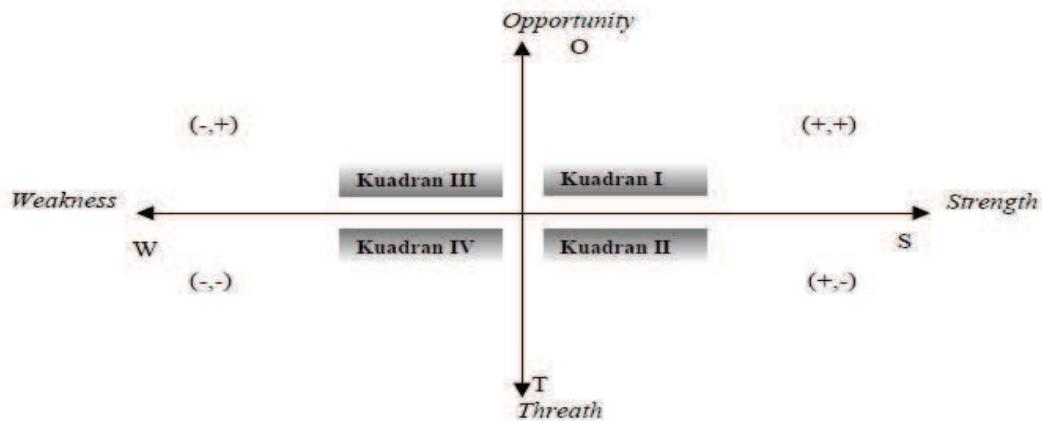 Opportunity
O
(-,+)
(+,+)
Kuadran III
Kuadran I
Weakness
Strength
W
Kuadran IV
Kuadran II
S
(-,-)
(+,-)
T
Threath